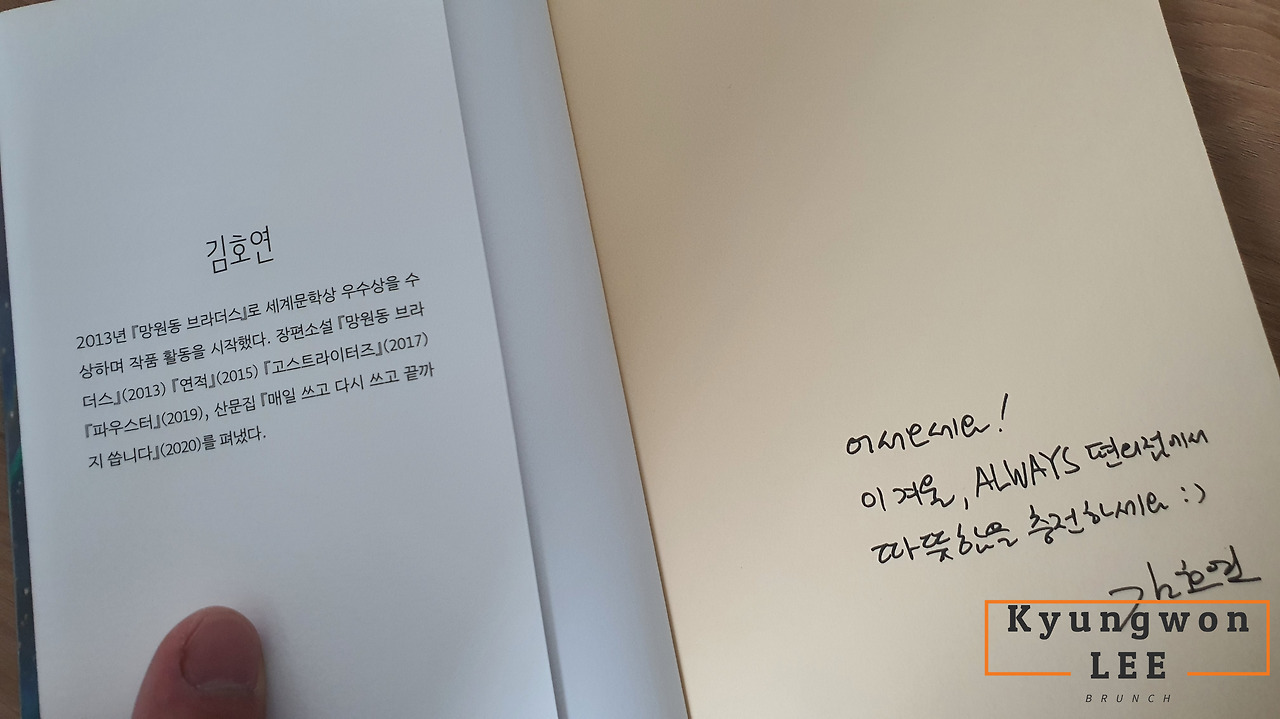 김호연
2013년 『망원동 브라더스』로 세계문학상 우수상을 수
상하며 작품 활동을 시작했다. 장편소설 『망원동 브라
더스』(2013) 『연적』(2015) 『고스트라이터즈』(2017)
『파우스터』(2019), 산문집 『매일 쓰고 다시 쓰고 끝까
지 씁니다』(2020)를 펴냈다.
어서오세요!
이 겨울, ALWAYS 편의점에서
따뜻함을 충전하세요 :)
김호연
Kyungwon
LEE
BRUNCH